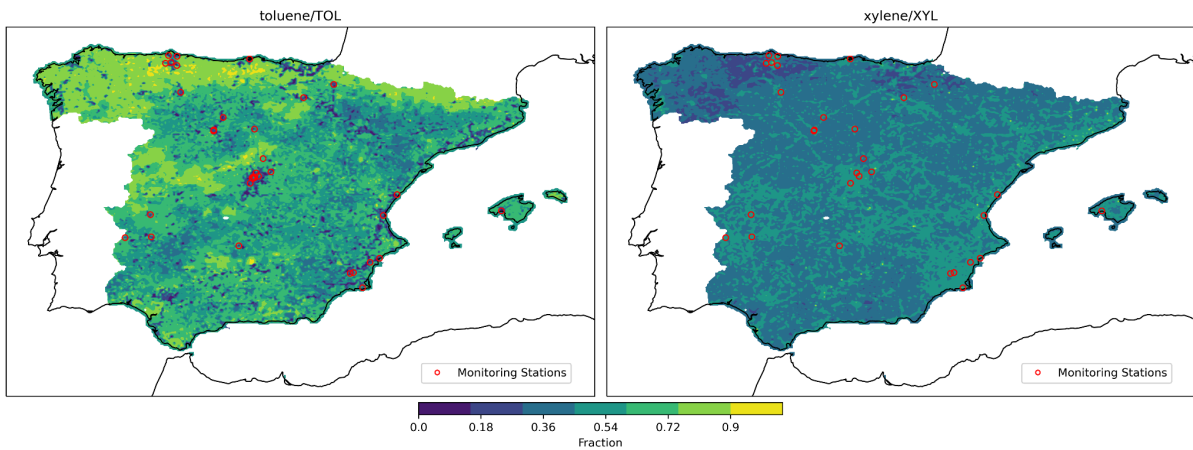 toluene/TOL
xylene/XYL
Monitoring Stations
Monitoring Stations
0.0 0.18 0.36 0.54 0.72 0.9
Fraction